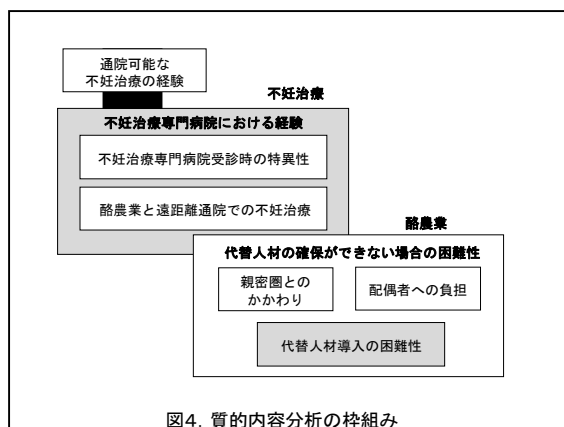 通院可能な
不妊治療の経験
不妊治療
不妊治療専門病院における経験
不妊治療専門病院受診時の特異性
酪農業と遠距離通院での不妊治療
酪農業
代替人材の確保ができない場合の困難性
親密圏との
かかわり
配偶者への負担
代替人材導入の困難性
図4. 質的内容分析の枠組み